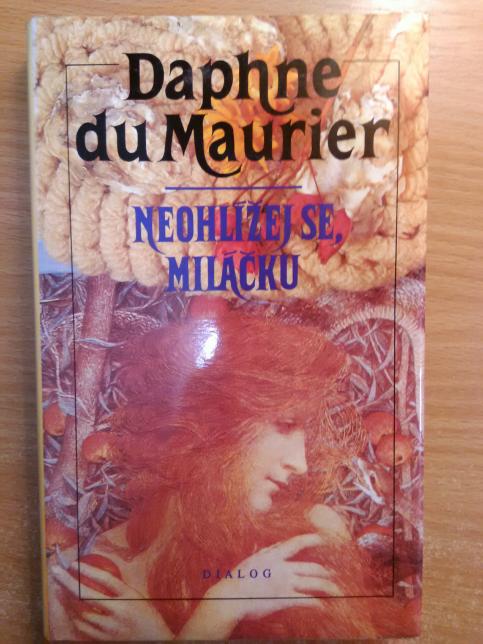 Daphne
du Maurier
NEOHLÍŽEJ SE,
MILÁČKU
DIALOG